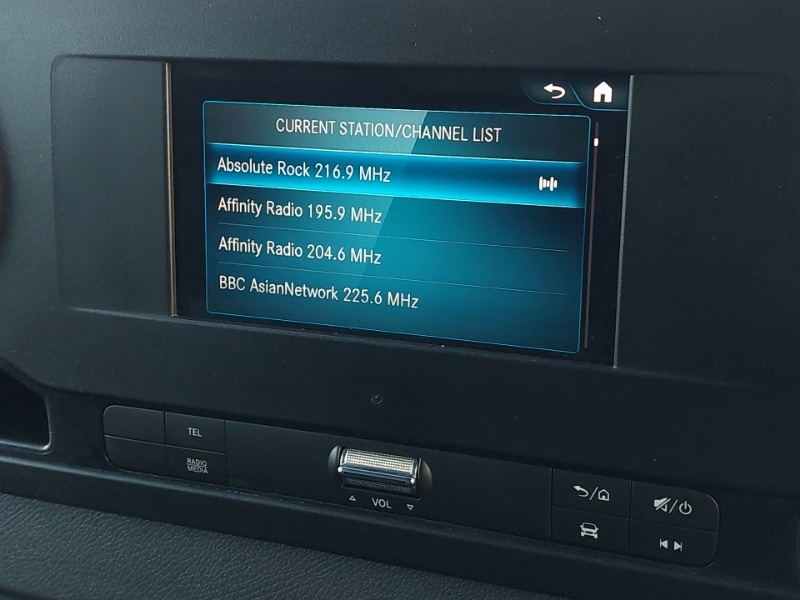 CURRENT STATION/CHANNEL LIST
Absolute Rock 216.9 MHz
Affinity Radio 195.9 MHz
Affinity Radio 204.6 MHz
BBC AsianNetwork 225.6 MHz
TEL
RADIO
MEDIA
VOL